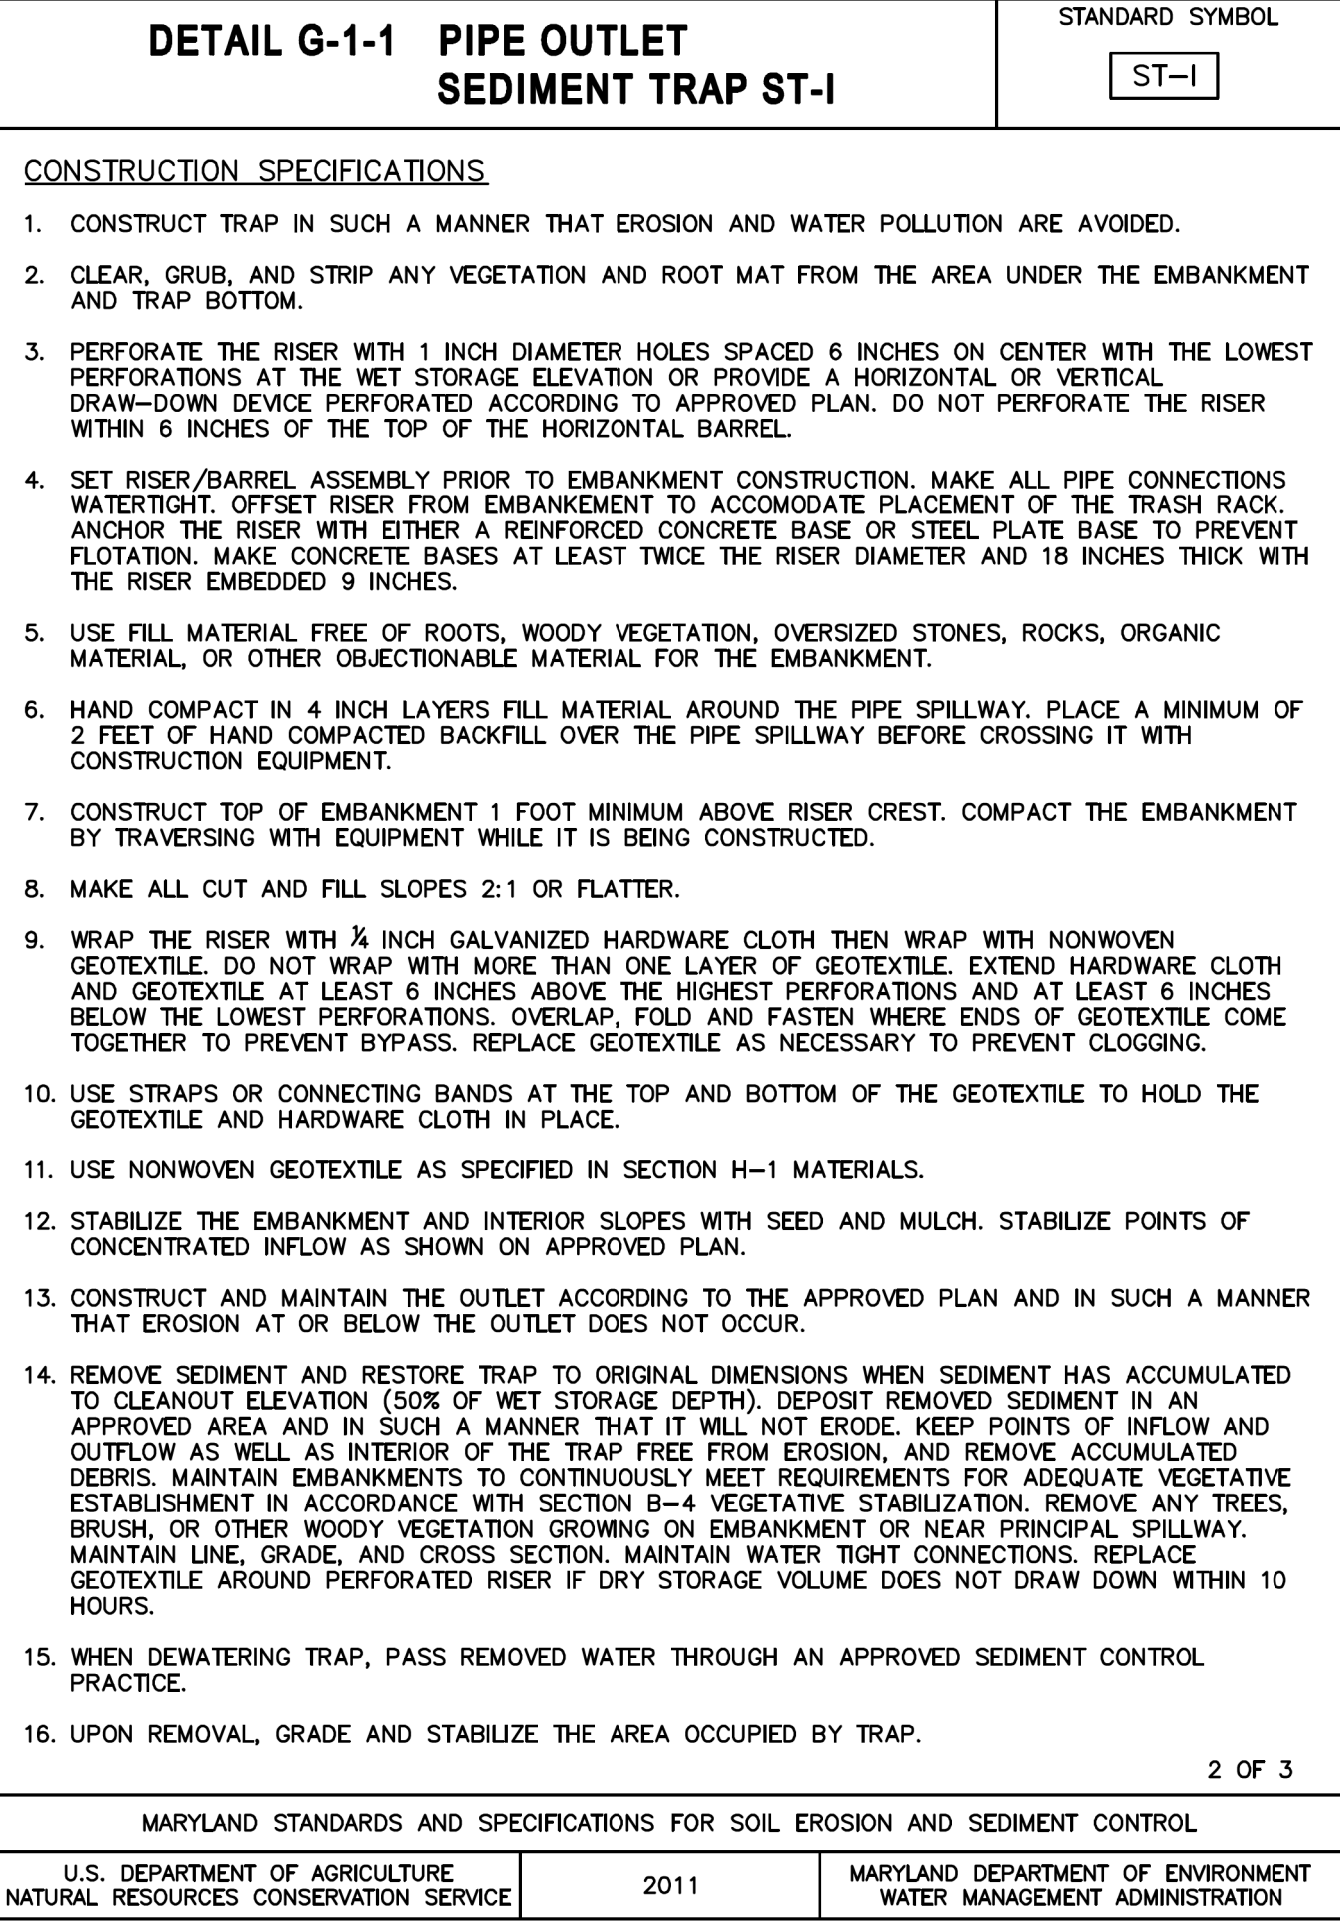 DETAIL G-1-1 PIPE OUTLET
SEDIMENT TRAP ST-I
STANDARD SYMBOL
ST-I
CONSTRUCTION SPECIFICATIONS
1. CONSTRUCT TRAP IN SUCH A MANNER THAT EROSION AND WATER POLLUTION ARE AVOIDED.
2. CLEAR, GRUB, AND STRIP ANY VEGETATION AND ROOT MAT FROM THE AREA UNDER THE EMBANKMENT
AND TRAP BOTTOM.
3. PERFORATE THE RISER WITH 1 INCH DIAMETER HOLES SPACED 6 INCHES ON CENTER WITH THE LOWEST
PERFORATIONS AT THE WET STORAGE ELEVATION OR PROVIDE A HORIZONTAL OR VERTICAL
DRAW-DOWN DEVICE PERFORATED ACCORDING TO APPROVED PLAN. DO NOT PERFORATE THE RISER
WITHIN 6 INCHES OF THE TOP OF THE HORIZONTAL BARREL.
4. SET RISER/BARREL ASSEMBLY PRIOR TO EMBANKMENT CONSTRUCTION. MAKE ALL PIPE CONNECTIONS
WATERTIGHT. OFFSET RISER FROM EMBANKEMENT TO ACCOMODATE PLACEMENT OF THE TRASH RACK.
ANCHOR THE RISER WITH EITHER A REINFORCED CONCRETE BASE OR STEEL PLATE BASE TO PREVENT
FLOTATION. MAKE CONCRETE BASES AT LEAST TWICE THE RISER DIAMETER AND 18 INCHES THICK WITH
THE RISER EMBEDDED 9 INCHES.
5. USE FILL MATERIAL FREE OF ROOTS, WOODY VEGETATION, OVERSIZED STONES, ROCKS, ORGANIC
MATERIAL, OR OTHER OBJECTIONABLE MATERIAL FOR THE EMBANKMENT.
6. HAND COMPACT IN 4 INCH LAYERS FILL MATERIAL AROUND THE PIPE SPILLWAY. PLACE A MINIMUM OF
2 FEET OF HAND COMPACTED BACKFILL OVER THE PIPE SPILLWAY BEFORE CROSSING IT WITH
CONSTRUCTION EQUIPMENT.
7. CONSTRUCT TOP OF EMBANKMENT 1 FOOT MINIMUM ABOVE RISER CREST. COMPACT THE EMBANKMENT
BY TRAVERSING WITH EQUIPMENT WHILE IT IS BEING CONSTRUCTED.
8. MAKE ALL CUT AND FILL SLOPES 2:1 OR FLATTER.
9. WRAP THE RISER WITH ¼ INCH GALVANIZED HARDWARE CLOTH THEN WRAP WITH NONWOVEN
GEOTEXTILE. DO NOT WRAP WITH MORE THAN ONE LAYER OF GEOTEXTILE. EXTEND HARDWARE CLOTH
AND GEOTEXTILE AT LEAST 6 INCHES ABOVE THE HIGHEST PERFORATIONS AND AT LEAST 6 INCHES
BELOW THE LOWEST PERFORATIONS. OVERLAP, FOLD AND FASTEN WHERE ENDS OF GEOTEXTILE COME
TOGETHER TO PREVENT BYPASS. REPLACE GEOTEXTILE AS NECESSARY TO PREVENT CLOGGING.
10. USE STRAPS OR CONNECTING BANDS AT THE TOP AND BOTTOM OF THE GEOTEXTILE TO HOLD THE
GEOTEXTILE AND HARDWARE CLOTH IN PLACE.
11. USE NONWOVEN GEOTEXTILE AS SPECIFIED IN SECTION H-1 MATERIALS.
12. STABILIZE THE EMBANKMENT AND INTERIOR SLOPES WITH SEED AND MULCH. STABILIZE POINTS OF
CONCENTRATED INFLOW AS SHOWN ON APPROVED PLAN.
13. CONSTRUCT AND MAINTAIN THE OUTLET ACCORDING TO THE APPROVED PLAN AND IN SUCH A MANNER
THAT EROSION AT OR BELOW THE OUTLET DOES NOT OCCUR.
14. REMOVE SEDIMENT AND RESTORE TRAP TO ORIGINAL DIMENSIONS WHEN SEDIMENT HAS ACCUMULATED
TO CLEANOUT ELEVATION (50% OF WET STORAGE DEPTH). DEPOSIT REMOVED SEDIMENT IN AN
APPROVED AREA AND IN SUCH A MANNER THAT IT WILL NOT ERODE. KEEP POINTS OF INFLOW AND
OUTFLOW AS WELL AS INTERIOR OF THE TRAP FREE FROM EROSION, AND REMOVE ACCUMULATED
DEBRIS. MAINTAIN EMBANKMENTS TO CONTINUOUSLY MEET REQUIREMENTS FOR ADEQUATE VEGETATIVE
ESTABLISHMENT IN ACCORDANCE WITH SECTION B-4 VEGETATIVE STABILIZATION. REMOVE ANY TREES,
BRUSH, OR OTHER WOODY VEGETATION GROWING ON EMBANKMENT OR NEAR PRINCIPAL SPILLWAY.
MAINTAIN LINE, GRADE, AND CROSS SECTION. MAINTAIN WATER TIGHT CONNECTIONS. REPLACE
GEOTEXTILE AROUND PERFORATED RISER IF DRY STORAGE VOLUME DOES NOT DRAW DOWN WITHIN 10
HOURS.
15. WHEN DEWATERING TRAP, PASS REMOVED WATER THROUGH AN APPROVED SEDIMENT CONTROL
PRACTICE.
16. UPON REMOVAL, GRADE AND STABILIZE THE AREA OCCUPIED BY TRAP.
2 OF 3
MARYLAND STANDARDS AND SPECIFICATIONS FOR SOIL EROSION AND SEDIMENT CONTROL
U.S. DEPARTMENT OF AGRICULTURE
NATURAL RESOURCES CONSERVATION SERVICE
2011
MARYLAND DEPARTMENT OF ENVIRONMENT
WATER MANAGEMENT ADMINISTRATION